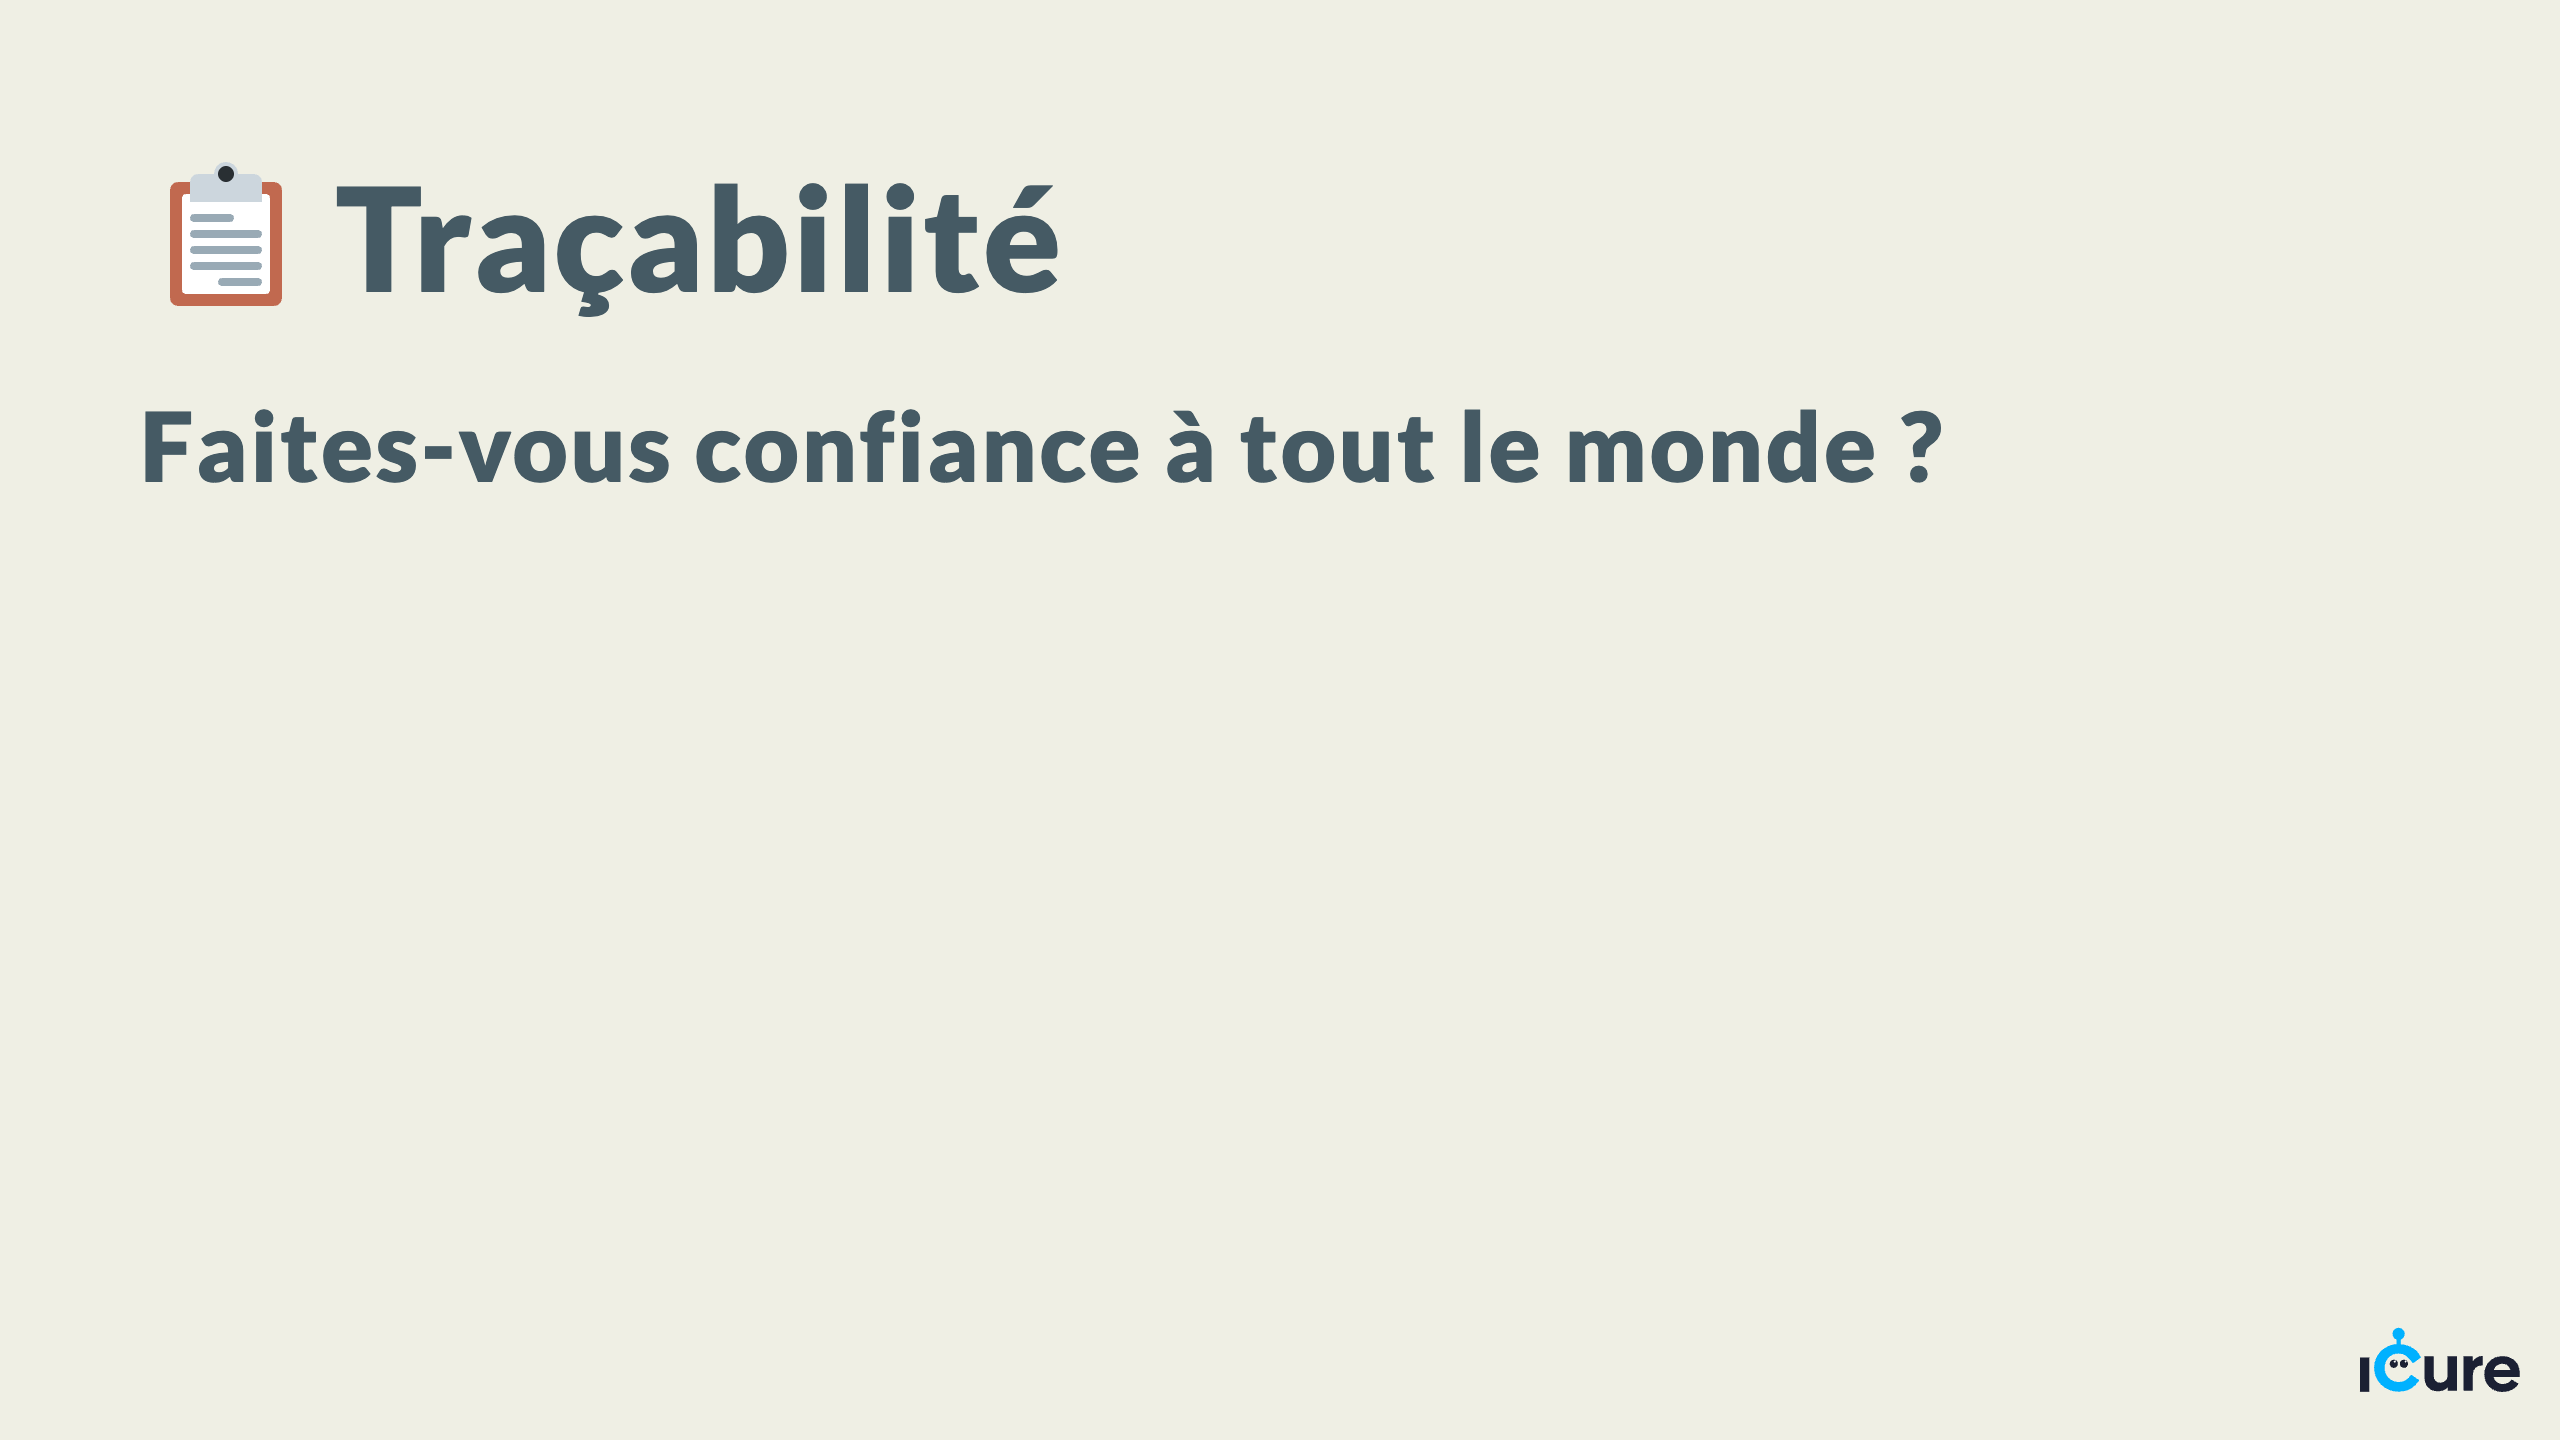 Traçabilité
Faites-vous confiance à tout le monde ?
iCure